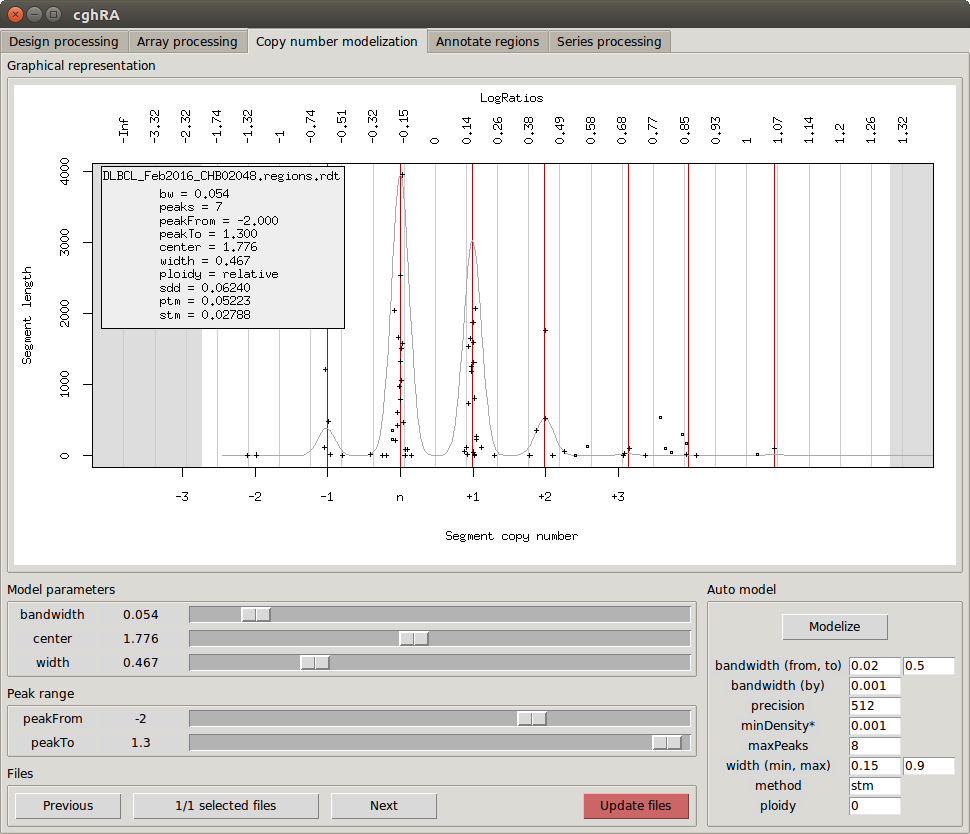 cghRA
Design processing
Array processing
Copy number modelization
Annotate regions
Series processing
Graphical representation
LogRatios
-Inf -3.32 -2.32 -1.74 -1.32 -1 -0.74 -0.51 -0.32 -0.15 0 0.14 0.26 0.38 0.49 0.58 0.68 0.77 0.85 0.93 1 1.07 1.14 1.2 1.26 1.32
DLBCL_Feb2016_CHB02048.regions.rdt
bw = 0.054
peaks = 7
peakFrom = -2.000
peakTo = 1.300
center = 1.776
width = 0.467
ploidy = relative
sdd = 0.06240
ptm = 0.05223
stm = 0.02788
Segment length
4000
3000
2000
1000
0
-3 -2 -1 n +1 +2 +3
Segment copy number
Model parameters
bandwidth 0.054
center 1.776
width 0.467
Peak range
peakFrom -2
peakTo 1.3
Files
Previous
1/1 selected files
Next
Update files
Auto model
Modelize
bandwidth (from, to) 0.02 0.5
bandwidth (by) 0.001
precision 512
minDensity* 0.001
maxPeaks 8
width (min, max) 0.15 0.9
method stm
ploidy 0